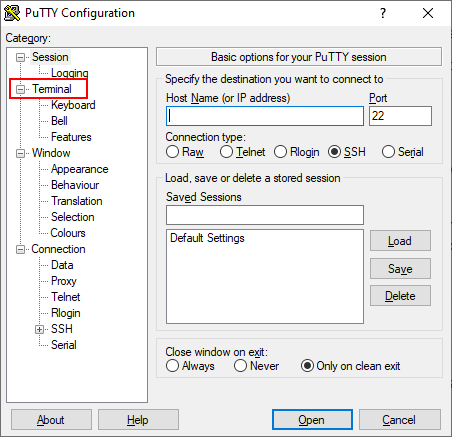 PuTTY Configuration
?
Category:
Session
Logging
Terminal
Keyboard
Bell
Features
Window
Appearance
Behaviour
Translation
Selection
Colours
Connection
Data
Proxy
Telnet
Rlogin
SSH
Serial
Basic options for your PuTTY session
Specify the destination you want to connect to
Host Name (or IP address) Port
22
Connection type:
Raw Telnet Rlogin SSH Serial
Load, save or delete a stored session
Saved Sessions
Default Settings
Load
Save
Delete
Close window on exit:
Always Never Only on clean exit
About Help Open Cancel